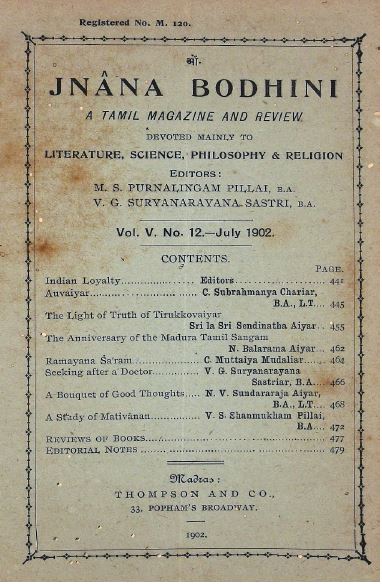 Registered No. M. 120.
ஸ்ரீ.
JNÂNA BODHINI
A TAMIL MAGAZINE AND REVIEW
DEVOTED MAINLY TO
LITERATURE, SCIENCE, PHILOSOPHY & RELIGION
EDITORS:
M. S. PURNALINGAM PILLAI, B.A.
V. G. SURYANARAYANA SASTRI, B.A.
Vol. V. No. 12.—July 1902.
CONTENTS.
PAGE.
Indian Loyalty............ Editors............ 441
Auvaiyar............ C. Subrahmanya Chariar,
B.A., L.T.... 445
The Light of Truth of Tirukkovaiyar
Sri la Sri Sendinatha Aiyar... 455
The Anniversary of the Madura Tamil Sangam
N. Balarama Aiyar... 462
Ramayana Sa'ram............ C. Muttaiya Mudaliar... 464
Seeking after a Doctor............ V. G. Suryanarayana
Sastriar, B.A.... 466
A Bouquet of Good Thoughts..... N. V. Sundararaja Aiyar,
B.A., L.T.... 468
A Study of Mativânan............ V. S. Shanmukham Pillai,
B.A.... 472
REVIEWS OF BOOKS............ 477
EDITORIAL NOTES ............ 479
Madras:
THOMPSON AND CO.,
33, POPHAM'S BROADWAY.
1902.